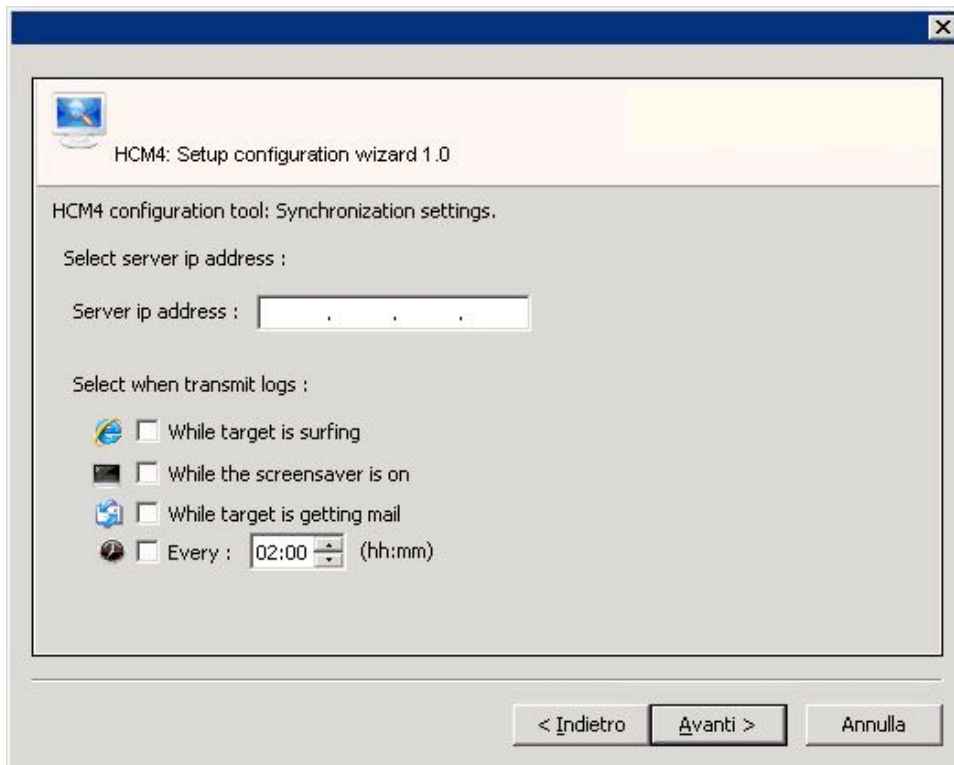 HCM4: Setup configuration wizard 1.0
HCM4 configuration tool: Synchronization settings.
Select server ip address :
Server ip address : . . .
Select when transmit logs :
While target is surfing
While the screensaver is on
While target is getting mail
Every : 02:00 (hh:mm)
< Indietro Avanti > Annulla